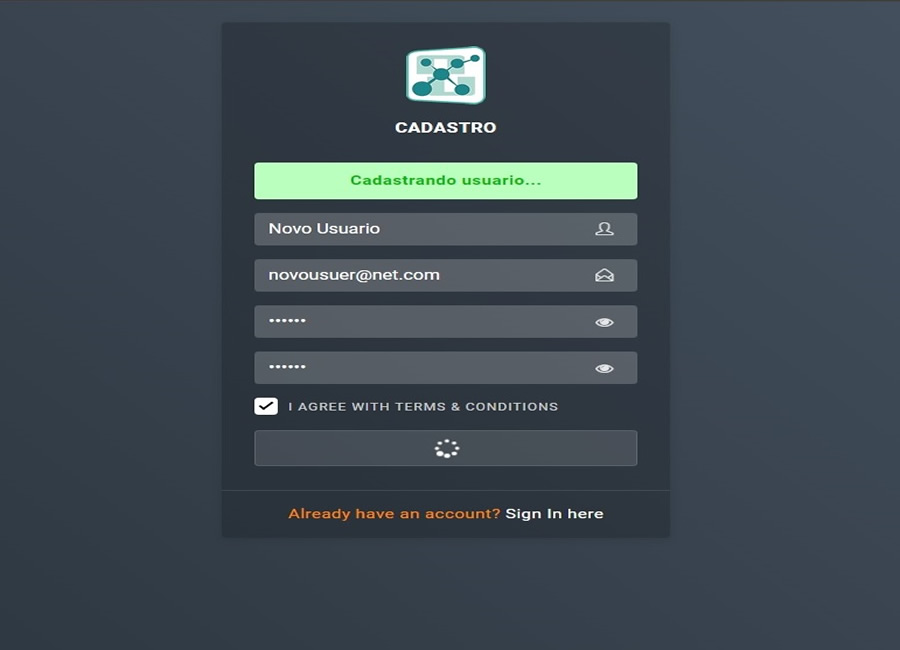 CADASTRO
Cadastrando usuario...
Novo Usuario
novousuer@net.com
••••••
••••••
I AGREE WITH TERMS & CONDITIONS
Already have an account? Sign In here